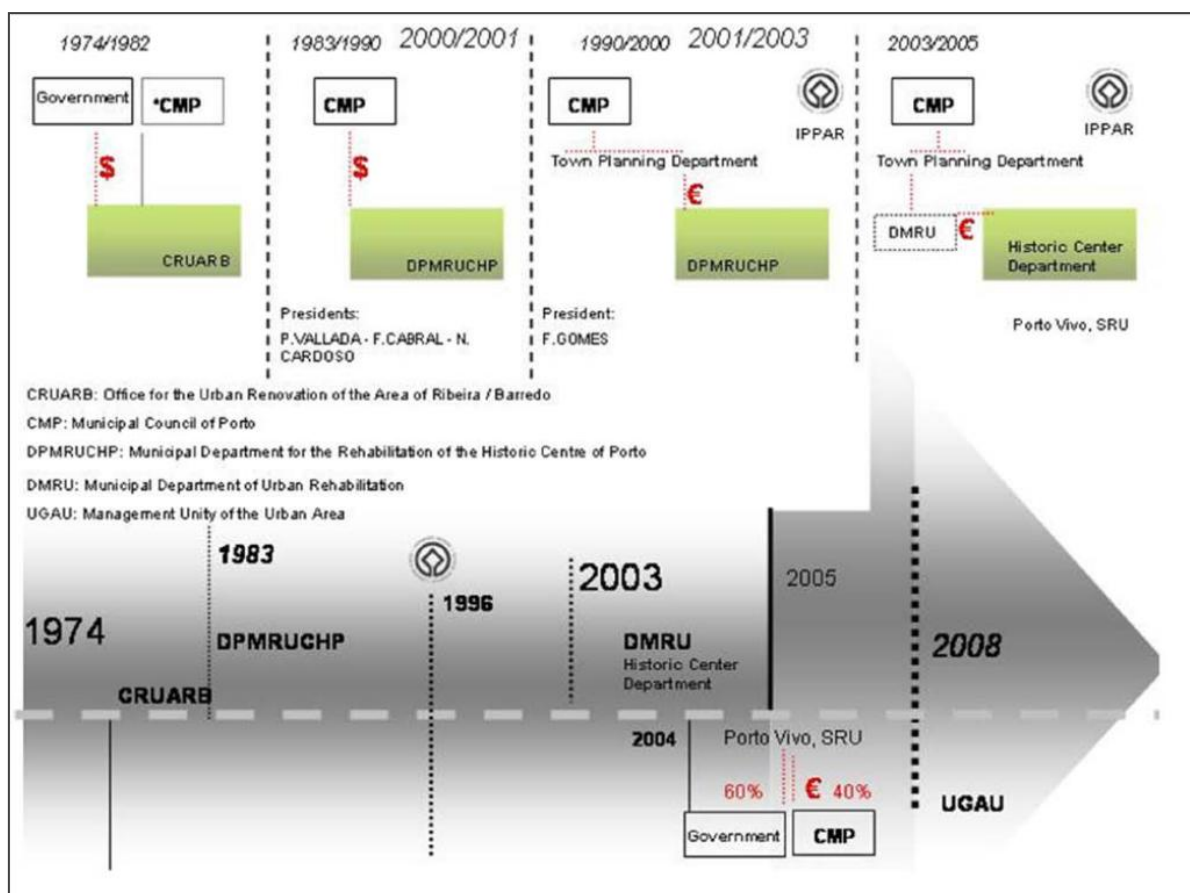 1974/1982
Government
*CMP
$
CRUARB
1983/1990 2000/2001
CMP
$
DPMRUCHP
Presidents:
P.VALLADA - F.CABRAL - N.
CARDOSO
1990/2000 2001/2003
CMP
IPPAR
Town Planning Department
€
DPMRUCHP
President:
F.GOMES
2003/2005
CMP
IPPAR
Town Planning Department
DMRU
€
Historic Center
Department
Porto Vivo, SRU
CRUARB: Office for the Urban Renovation of the Area of Ribeira / Barredo
CMP: Municipal Council of Porto
DPMRUCHP: Municipal Department for the Rehabilitation of the Historic Centre of Porto
DMRU: Municipal Department of Urban Rehabilitation
UGAU: Management Unity of the Urban Area
1974
CRUARB
1983
DPMRUCHP
1996
2003
DMRU
Historic Center
Department
2004
Porto Vivo, SRU
60% € 40%
Government
CMP
2005
2008
UGAU